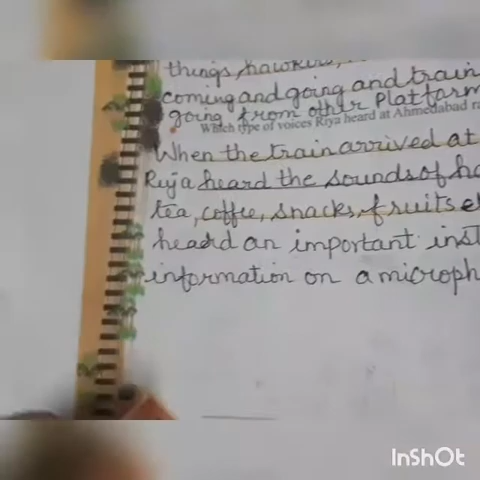 things, hawkers,
coming and going and train
going from other Platform
Which type of voices Riya heard at Ahmedabad
When the train arrived at
Riya heard the sounds of
tea, coffee, snacks, fruits
heard an important
information on a
InShOt